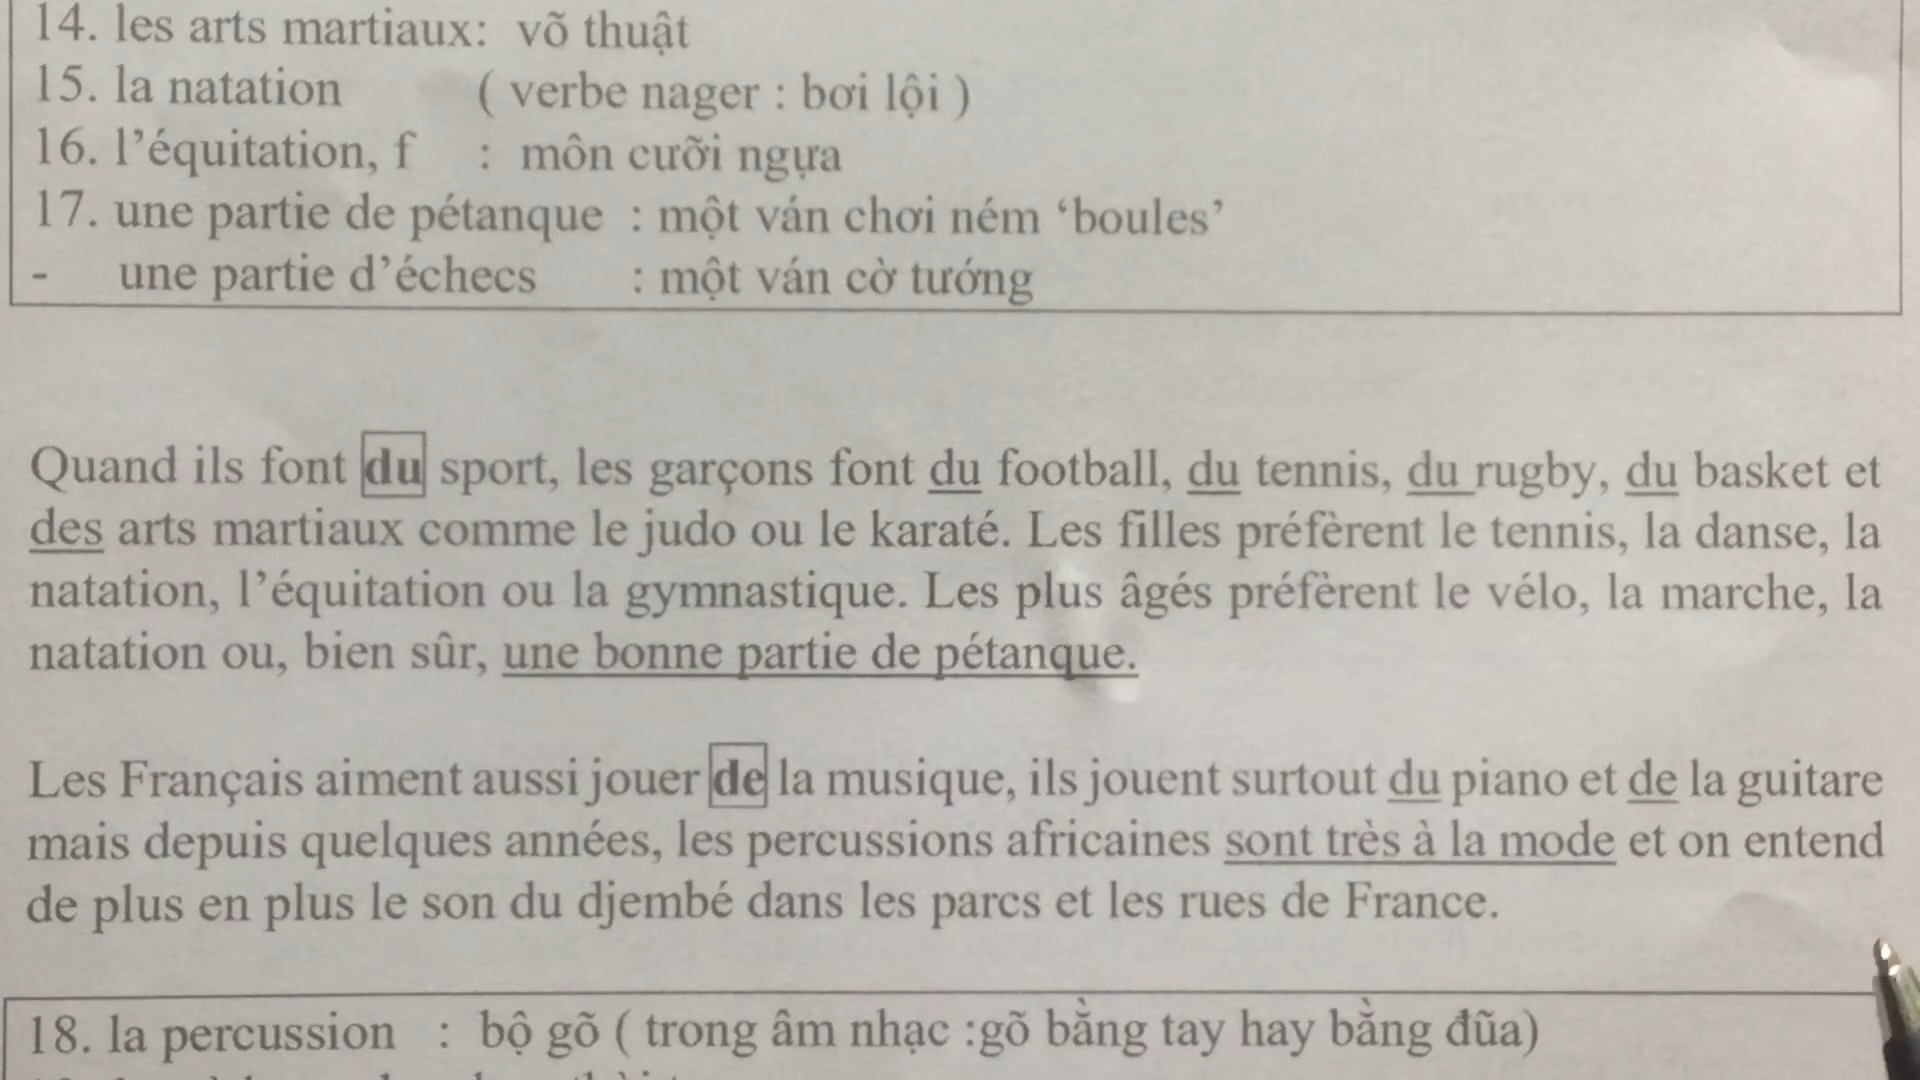 14. les arts martiaux: võ thuật
15. la natation ( verbe nager : bơi lội )
16. l’équitation, f : môn cưỡi ngựa
17. une partie de pétanque : một ván chơi ném ‘boules’
- une partie d’échecs : một ván cờ tướng
Quand ils font du sport, les garçons font du football, du tennis, du rugby, du basket et
des arts martiaux comme le judo ou le karaté. Les filles préfèrent le tennis, la danse, la
natation, l’équitation ou la gymnastique. Les plus âgés préfèrent le vélo, la marche, la
natation ou, bien sûr, une bonne partie de pétanque.
Les Français aiment aussi jouer de la musique, ils jouent surtout du piano et de la guitare
mais depuis quelques années, les percussions africaines sont très à la mode et on entend
de plus en plus le son du djembé dans les parcs et les rues de France.
18. la percussion : bộ gõ ( trong âm nhạc :gõ bằng tay hay bằng đũa)